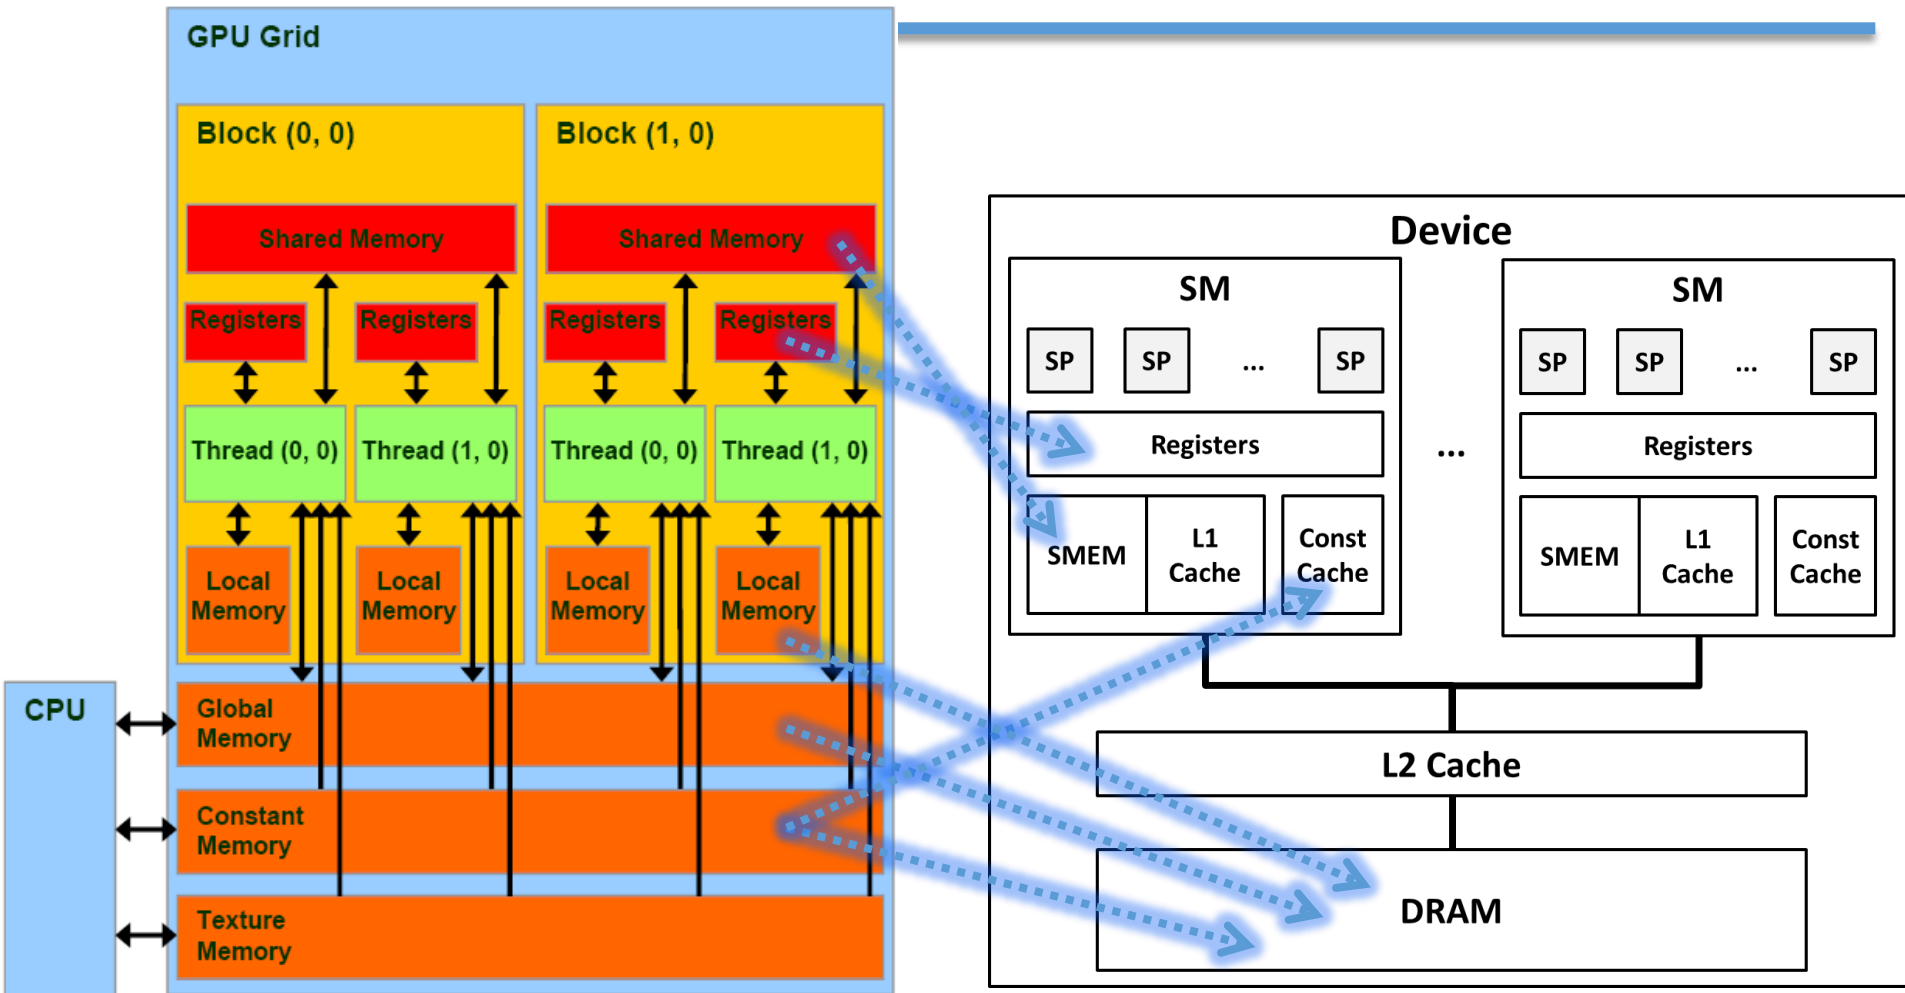 GPU Grid
Block (0, 0)
Block (1, 0)
Shared Memory
Shared Memory
Registers
Registers
Registers
Registers
Thread (0, 0)
Thread (1, 0)
Thread (0, 0)
Thread (1, 0)
Local
Memory
Local
Memory
Local
Memory
Local
Memory
CPU
Global
Memory
Constant
Memory
Texture
Memory
Device
SM
SP
SP
...
SP
Registers
SMEM
L1
Cache
Const
Cache
...
SM
SP
SP
...
SP
Registers
SMEM
L1
Cache
Const
Cache
L2 Cache
DRAM